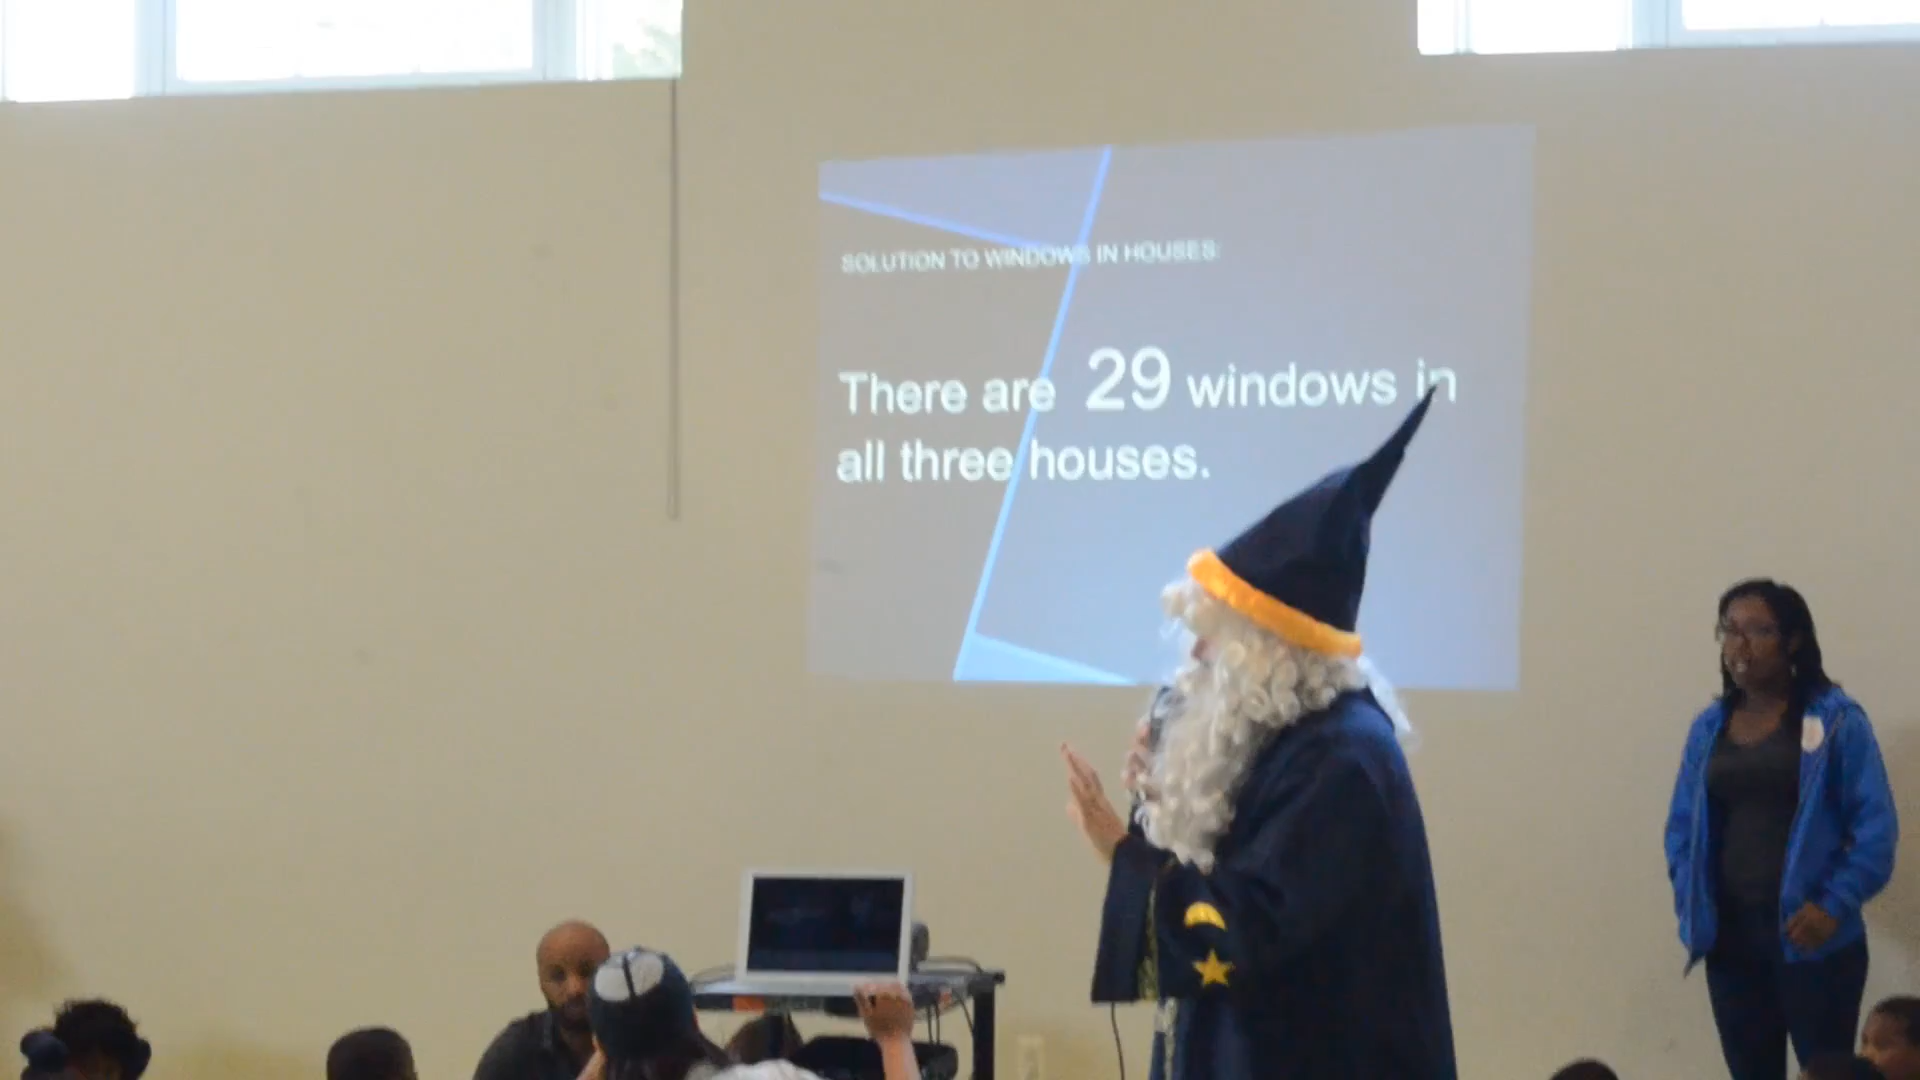 SOLUTION TO WINDOWS IN HOUSES:
There are 29 windows in
all three houses.